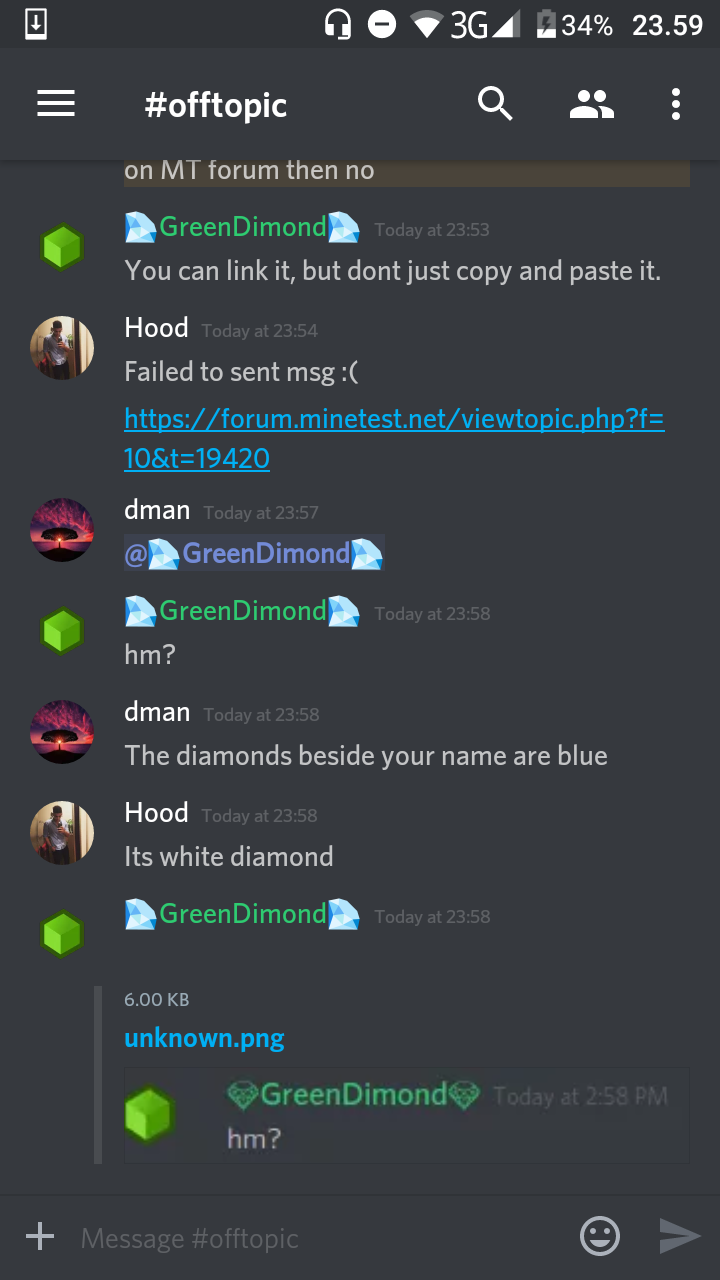 3G 34% 23.59
#offtopic
on MT forum then no
💎GreenDimond💎 Today at 23:53
You can link it, but dont just copy and paste it.
Hood Today at 23:54
Failed to sent msg :(
https://forum.minetest.net/viewtopic.php?f=
10&t=19420
dman Today at 23:57
@💎GreenDimond💎
💎GreenDimond💎 Today at 23:58
hm?
dman Today at 23:58
The diamonds beside your name are blue
Hood Today at 23:58
Its white diamond
💎GreenDimond💎 Today at 23:58
6.00 KB
unknown.png
💎GreenDimond💎 Today at 2:58 PM
hm?
Message #offtopic